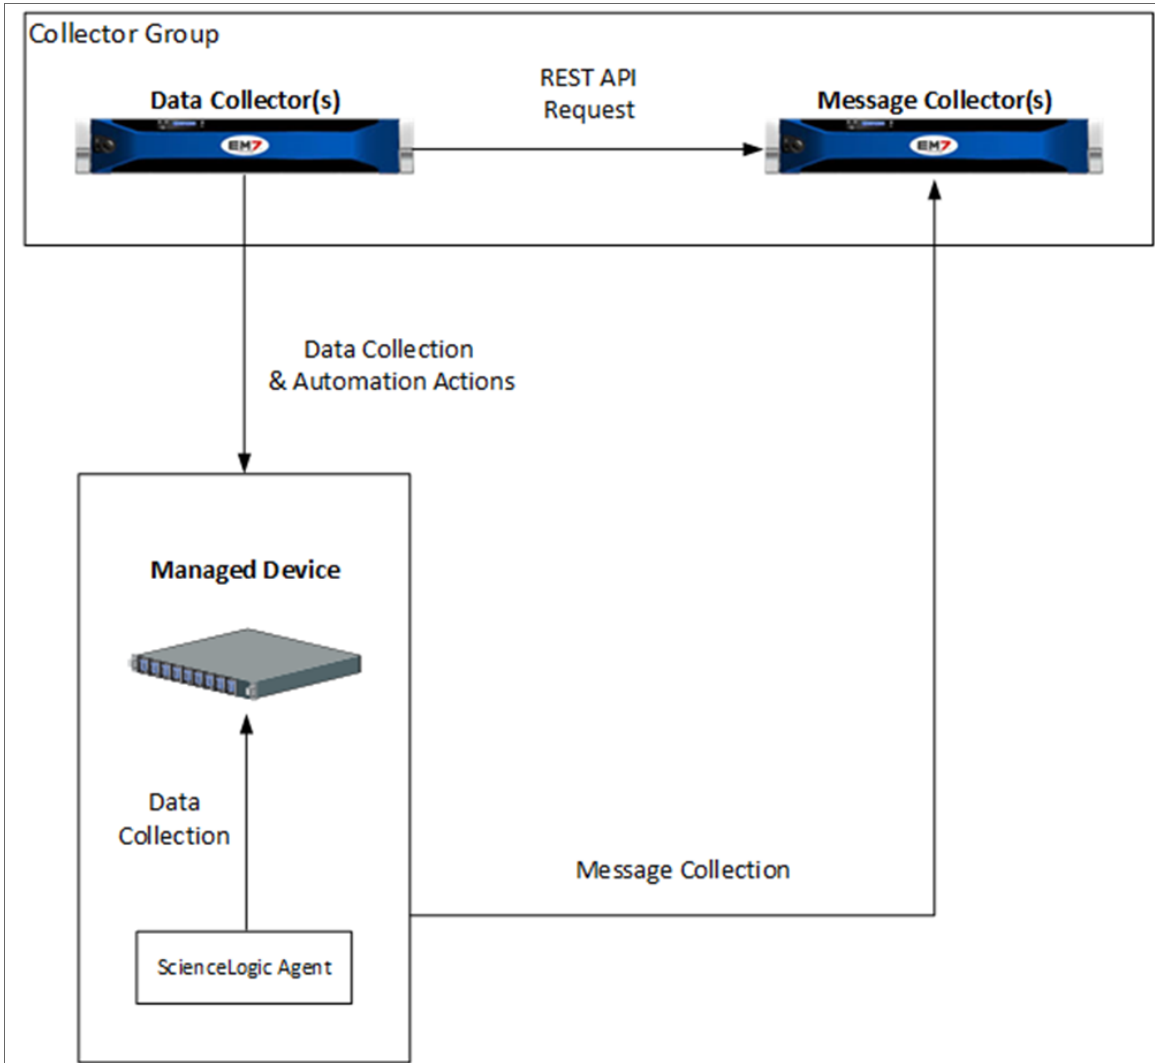 Collector Group
REST API
Request
Data Collector(s)
Message Collector(s)
EM7
EM7
Data Collection
& Automation Actions
Managed Device
Data
Collection
Message Collection
ScienceLogic Agent